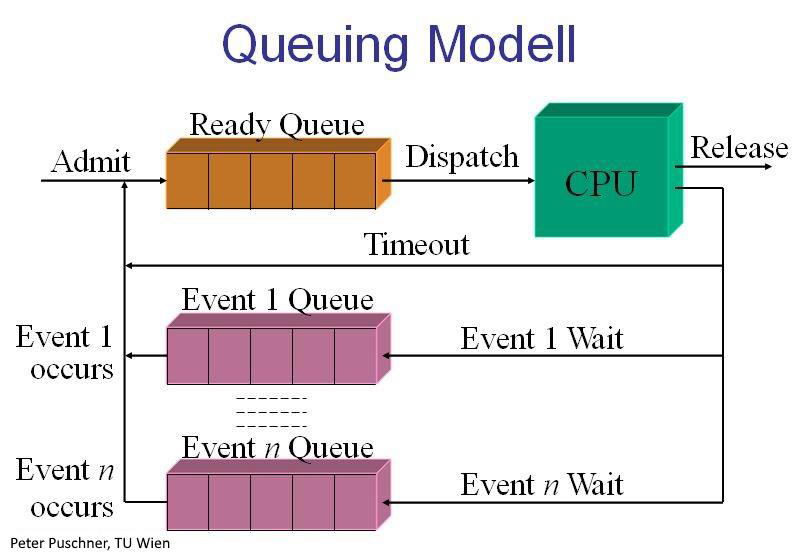 Queuing Modell
Ready Queue
Admit
Dispatch
CPU
Release
Timeout
Event 1 Queue
Event 1
occurs
Event 1 Wait
Event n Queue
Event n
occurs
Event n Wait
Peter Puschner, TU Wien